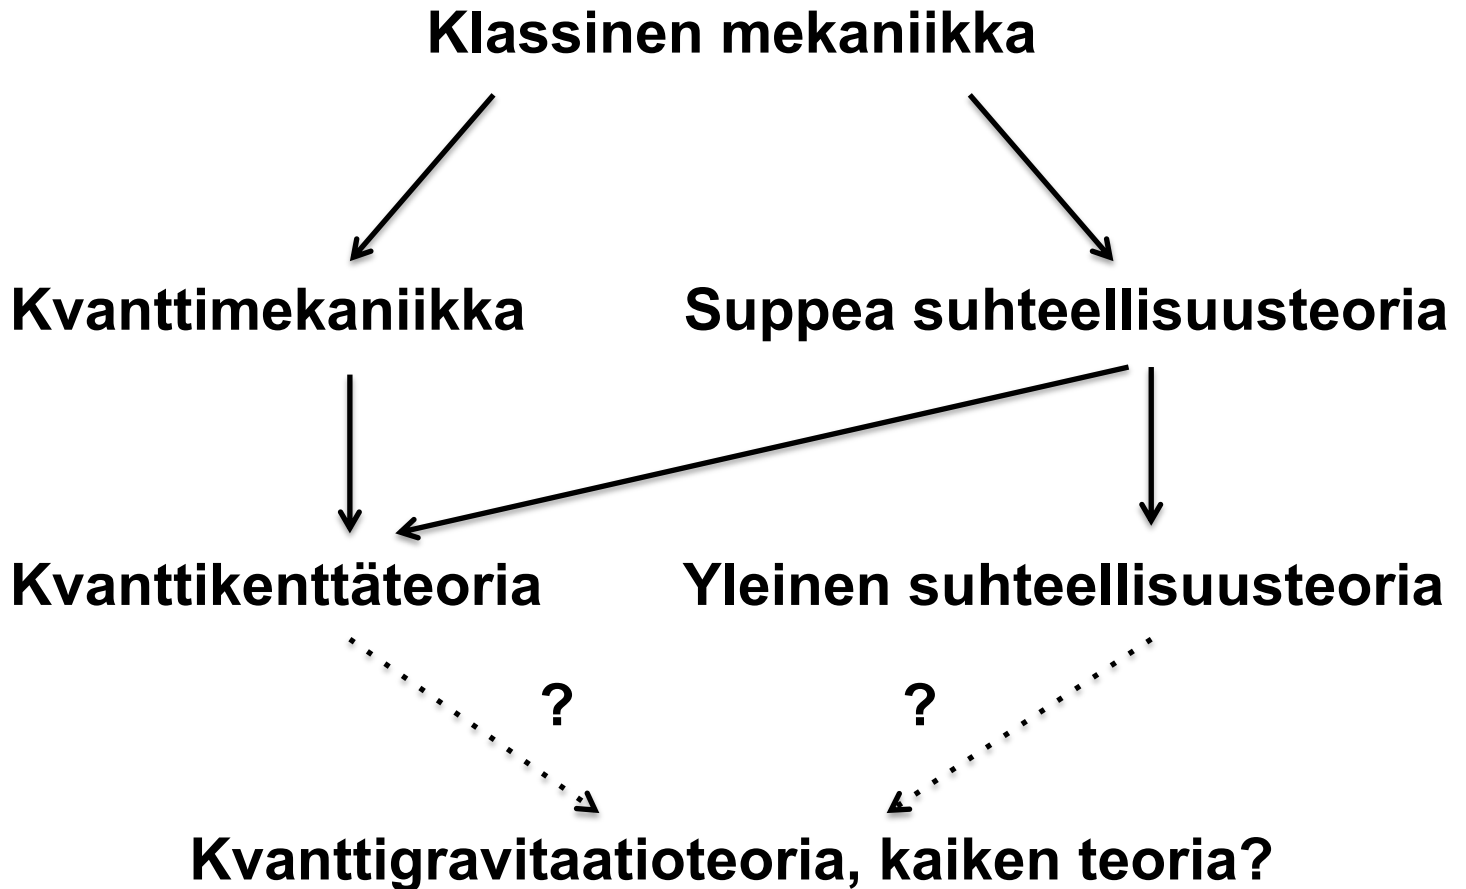 Klassinen mekaniikka
Kvanttimekaniikka
Suppea suhteellisuusteoria
Kvanttikenttäteoria
Yleinen suhteellisuusteoria
?
?
Kvanttigravitaatioteoria, kaiken teoria?